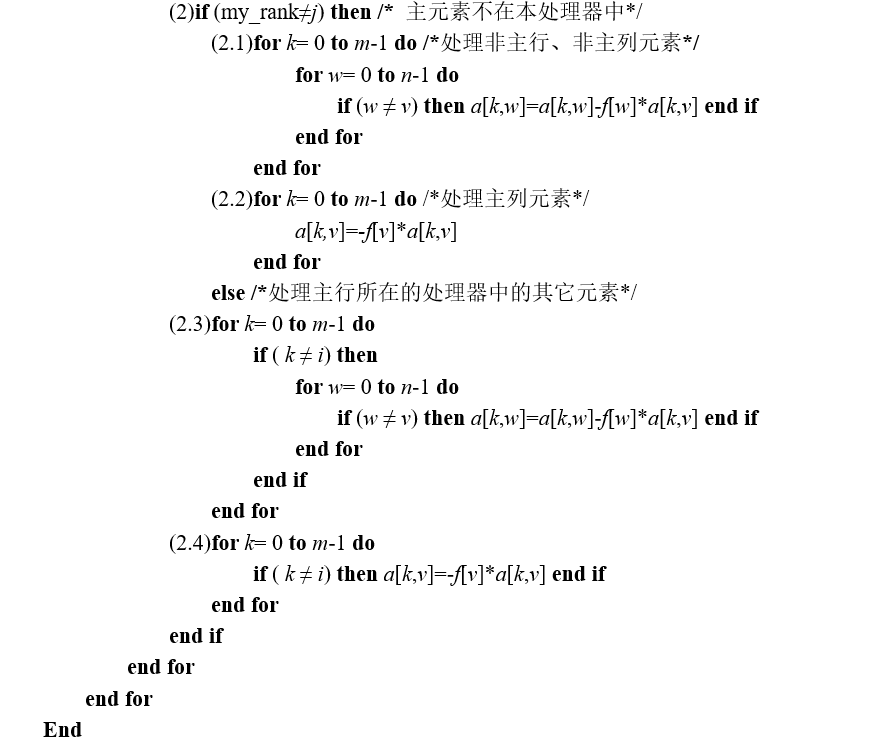 (2)if (my_rank≠j) then /* 主元素不在本处理器中*/
(2.1)for k= 0 to m-1 do /*处理非主行、非主列元素*/
for w= 0 to n-1 do
if (w ≠ v) then a[k,w]=a[k,w]-f[w]*a[k,v] end if
end for
end for
(2.2)for k= 0 to m-1 do /*处理主列元素*/
a[k,v]=-f[v]*a[k,v]
end for
else /*处理主行所在的处理器中的其它元素*/
(2.3)for k= 0 to m-1 do
if ( k ≠ i) then
for w= 0 to n-1 do
if (w ≠ v) then a[k,w]=a[k,w]-f[w]*a[k,v] end if
end for
end if
end for
(2.4)for k= 0 to m-1 do
if ( k ≠ i) then a[k,v]=-f[v]*a[k,v] end if
end for
end if
end for
end for
End